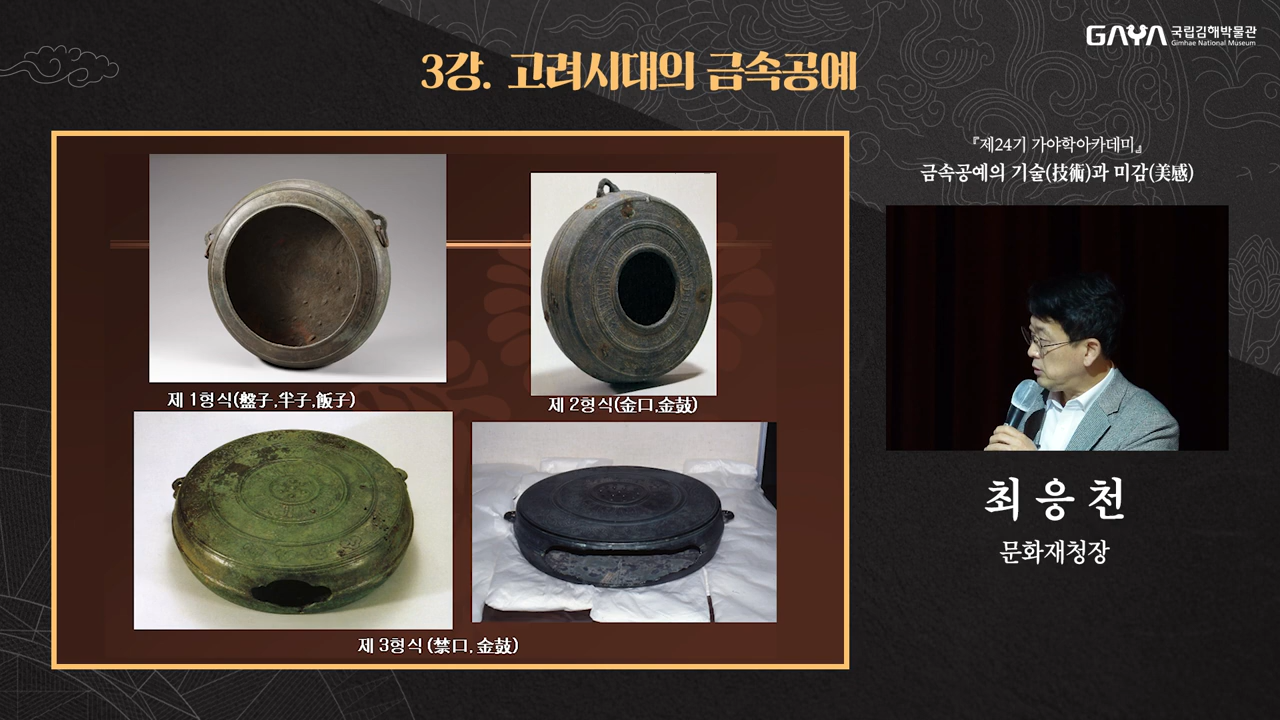 GAYA 국립김해박물관
Gimhae National Museum
3강. 고려시대의 금속공예
『제24기 가야학아카데미』
금속공예의 기술(技術)과 미감(美感)
제 1형식(盤子,半子,飯子)
제 2형식(金口,金鼓)
제 3형식 (禁口, 金鼓)
최응천
문화재청장